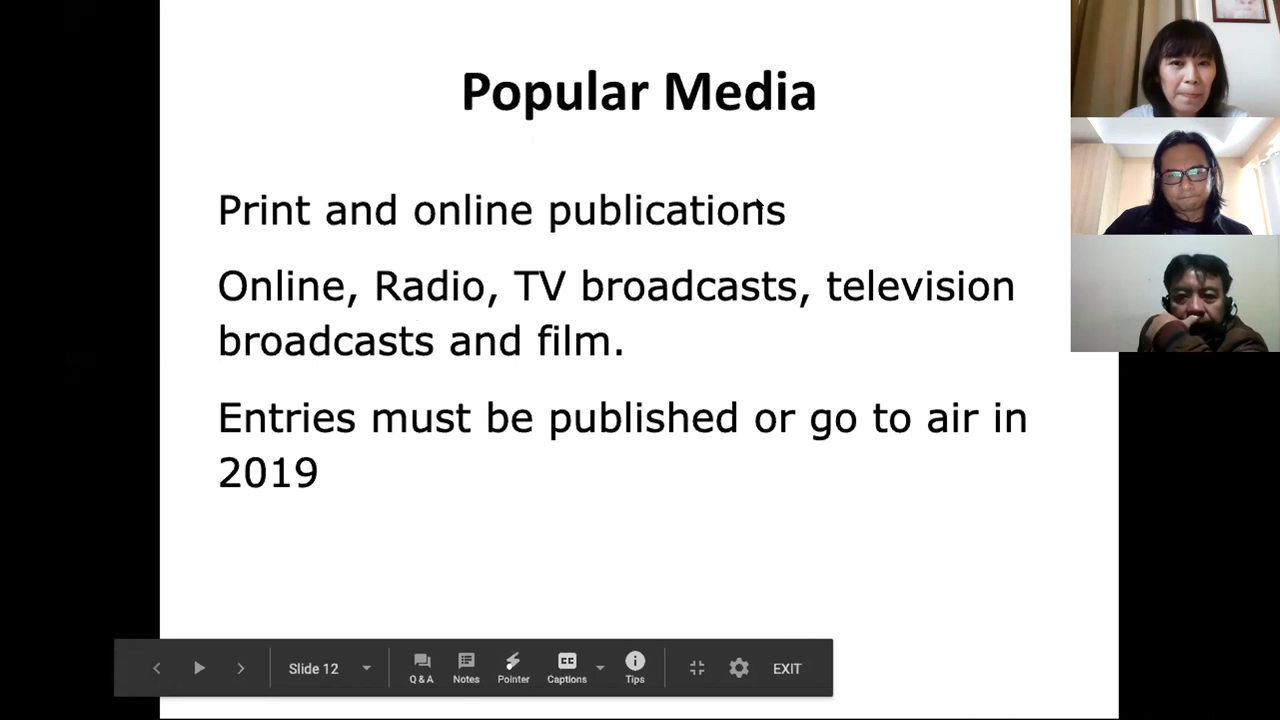 Popular Media
Print and online publications
Online, Radio, TV broadcasts, television
broadcasts and film.
Entries must be published or go to air in
2019
Slide 12
Q & A
Notes
CC
Pointer
Captions
Tips
EXIT